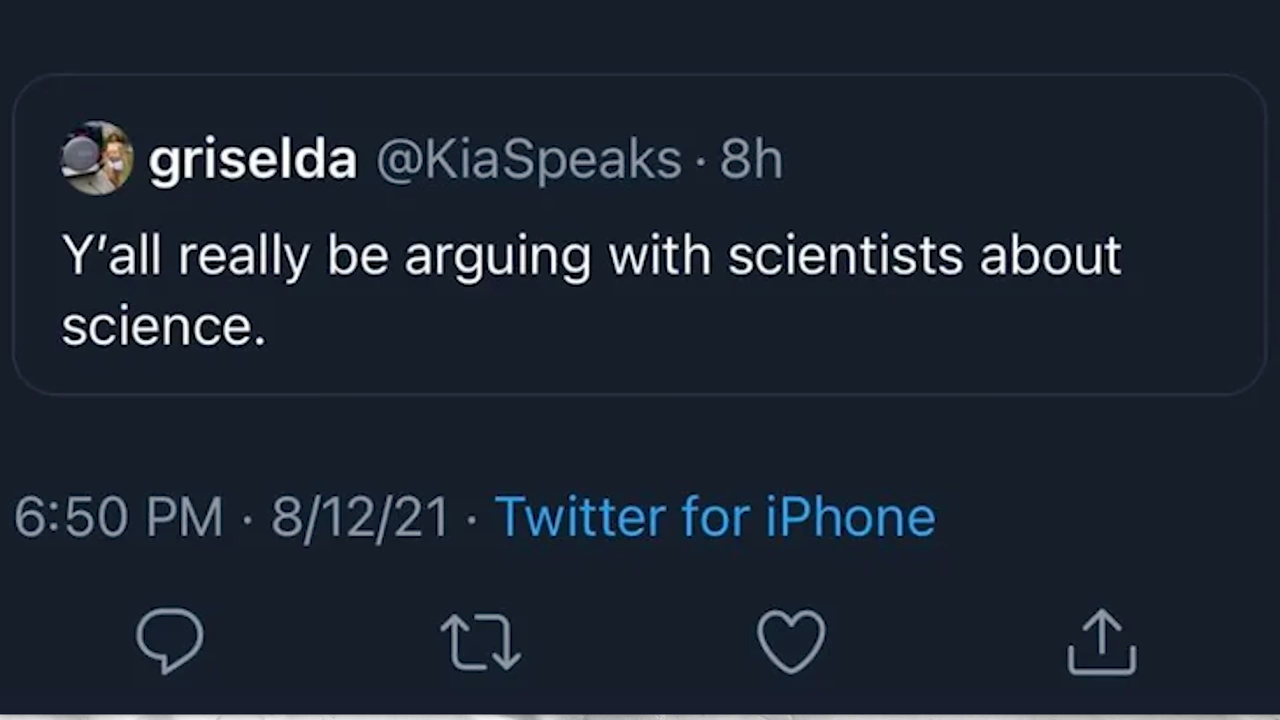 griselda @KiaSpeaks · 8h
Y'all really be arguing with scientists about
science.
6:50 PM · 8/12/21 · Twitter for iPhone